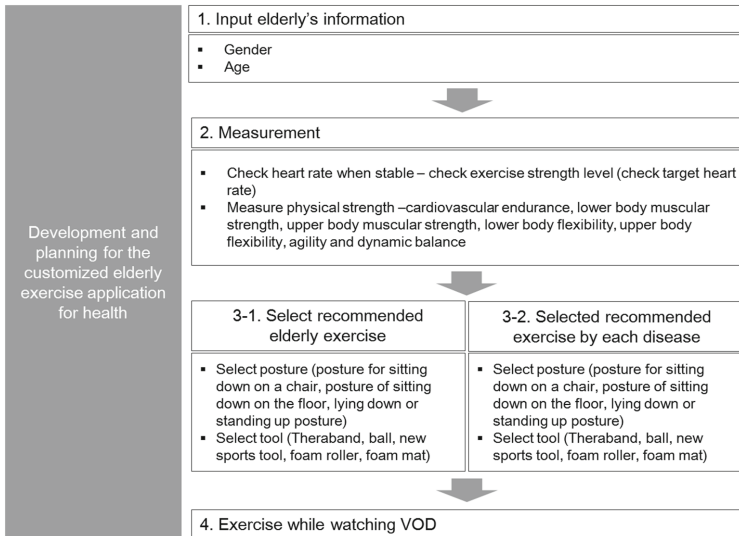 Development and
planning for the
customized elderly
exercise application
for health
1. Input elderly's information
▪ Gender
▪ Age
2. Measurement
▪ Check heart rate when stable – check exercise strength level (check target heart
rate)
▪ Measure physical strength –cardiovascular endurance, lower body muscular
strength, upper body muscular strength, lower body flexibility, upper body
flexibility, agility and dynamic balance
3-1. Select recommended
elderly exercise
▪ Select posture (posture for sitting
down on a chair, posture of sitting
down on the floor, lying down or
standing up posture)
▪ Select tool (Theraband, ball, new
sports tool, foam roller, foam mat)
3-2. Selected recommended
exercise by each disease
▪ Select posture (posture for sitting
down on a chair, posture of sitting
down on the floor, lying down or
standing up posture)
▪ Select tool (Theraband, ball, new
sports tool, foam roller, foam mat)
4. Exercise while watching VOD